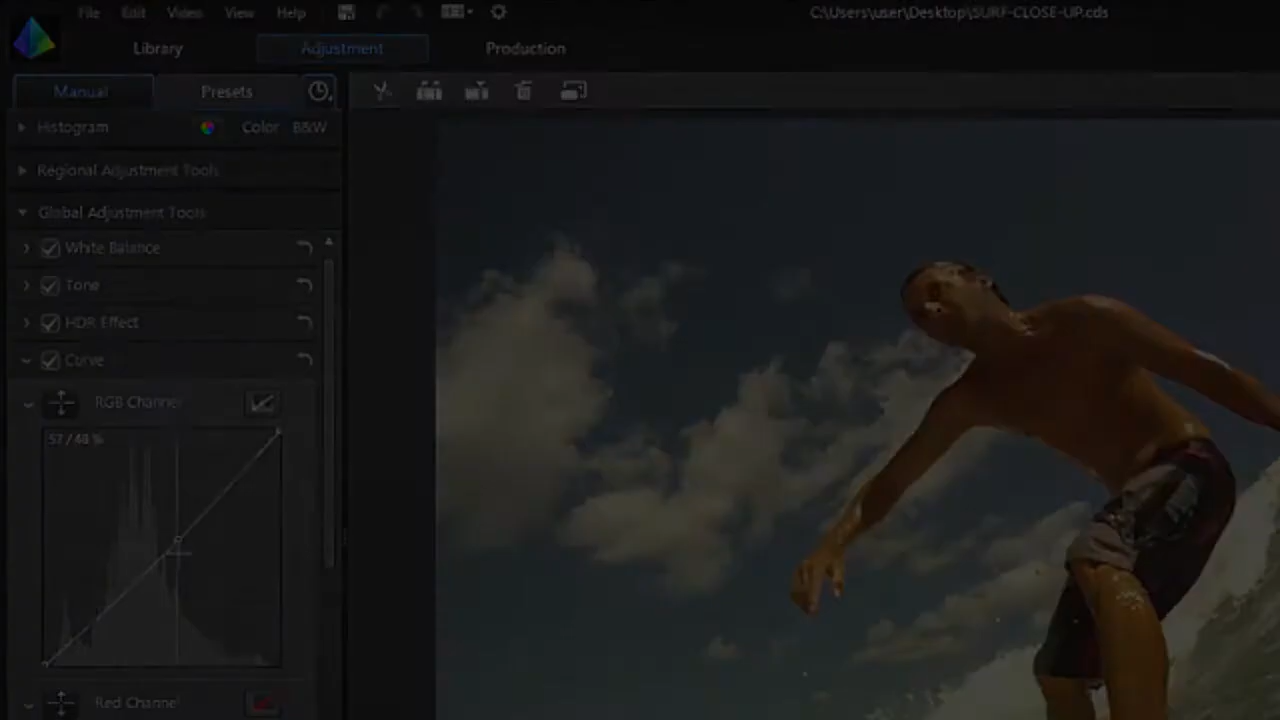 File Edit Video View Help
C:\Users\user\Desktop\SURF-CLOSE-UP.cds
Library Adjustment Production
Manual Presets
Histogram Color B&W
Regional Adjustment Tools
Global Adjustment Tools
White Balance
Tone
HDR Effect
Curve
RGB Channel
57 / 48 %
Red Channel